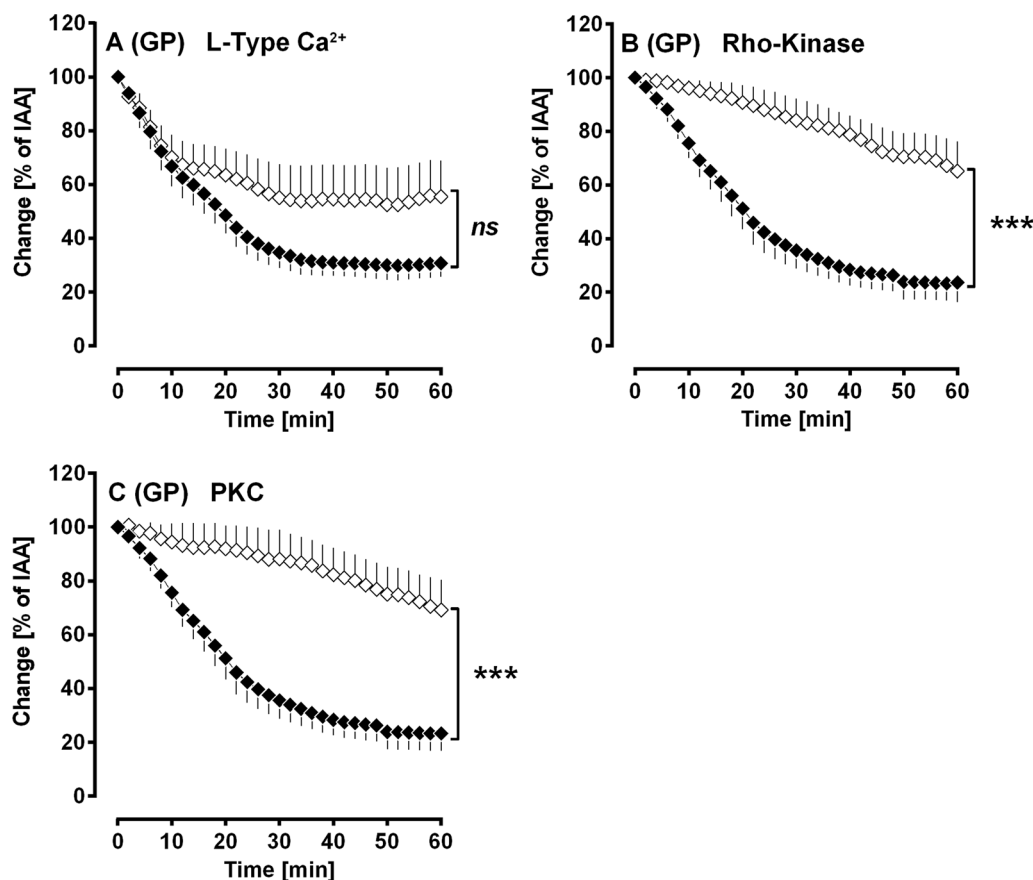 A (GP) L-Type Ca²⁺
Change [% of IAA]
120
100
80
60
40
20
0
ns
0 10 20 30 40 50 60
Time [min]
B (GP) Rho-Kinase
Change [% of IAA]
120
100
80
60
40
20
0
***
0 10 20 30 40 50 60
Time [min]
C (GP) PKC
Change [% of IAA]
120
100
80
60
40
20
0
***
0 10 20 30 40 50 60
Time [min]